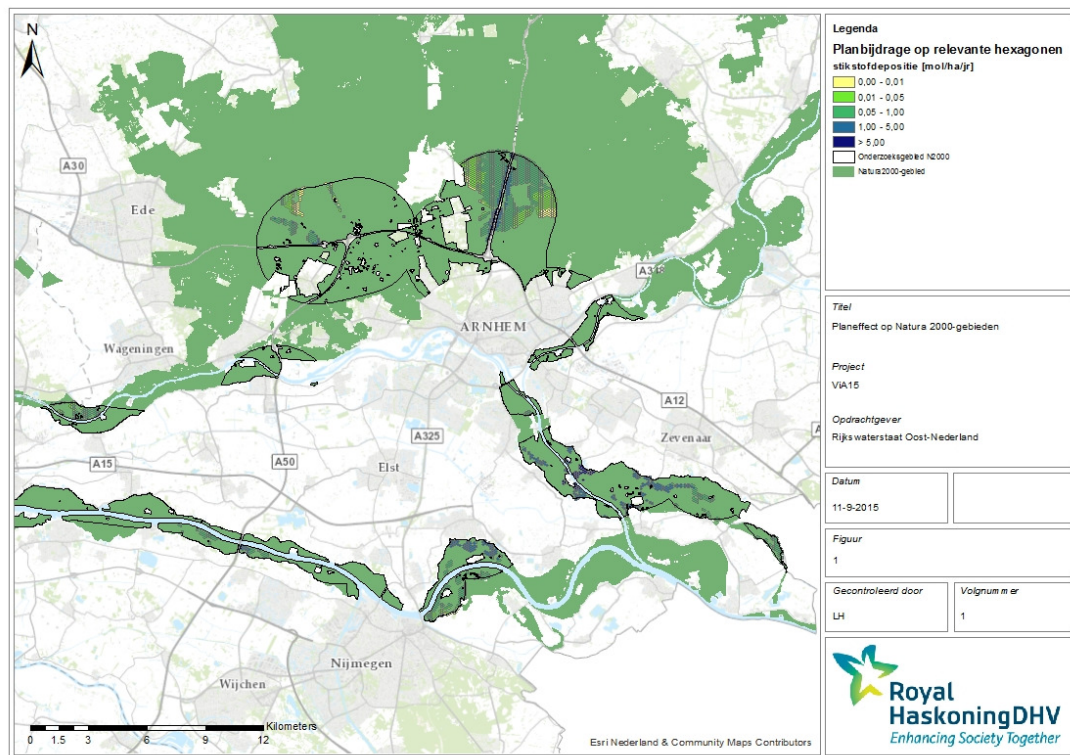 N
A30
Ede
Wageningen
ARNHEM
A12
Zevenaar
A325
A15
A50
Elst
Nijmegen
Wijchen
Kilometers
0 1.5 3 6 9 12
Esri Nederland & Community Maps Contributors
Legenda
Planbijdrage op relevante hexagonen
stikstofdepositie [mol/ha/jr]
0,00 - 0,01
0,01 - 0,05
0,05 - 1,00
1,00 - 5,00
> 5,00
Onderzoeksgebied N2000
Natura2000-gebied
Titel
Planeffect op Natura 2000-gebieden
Project
ViA15
Opdrachtgever
Rijkswaterstaat Oost-Nederland
Datum
11-9-2015
Figuur
1
Gecontroleerd door
LH
Volgnummer
1
Royal
HaskoningDHV
Enhancing Society Together